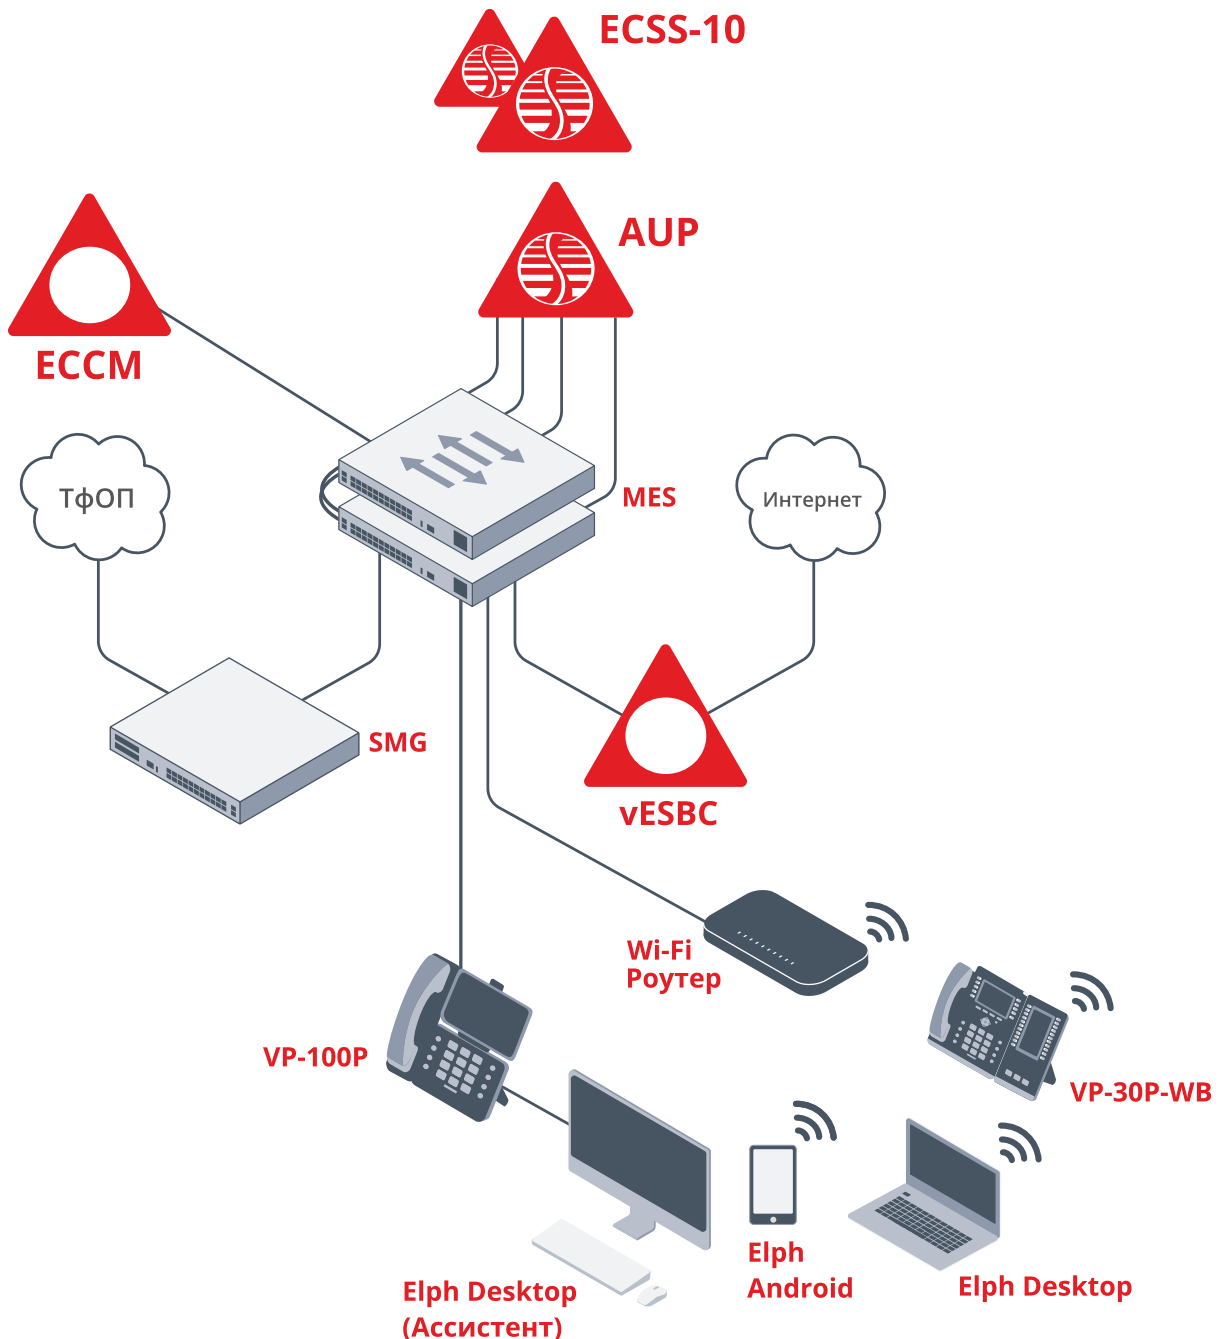 ECSS-10
AUP
ECCM
ТфОП
MES
Интернет
SMG
vESBC
Wi-Fi
Роутер
VP-100P
VP-30P-WB
Elph
Android
Elph Desktop
Elph Desktop
(Ассистент)